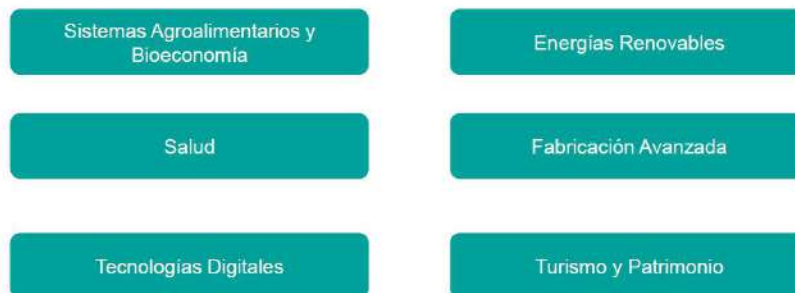 Sistemas Agroalimentarios y
Bioeconomía
Energías Renovables
Salud
Fabricación Avanzada
Tecnologías Digitales
Turismo y Patrimonio